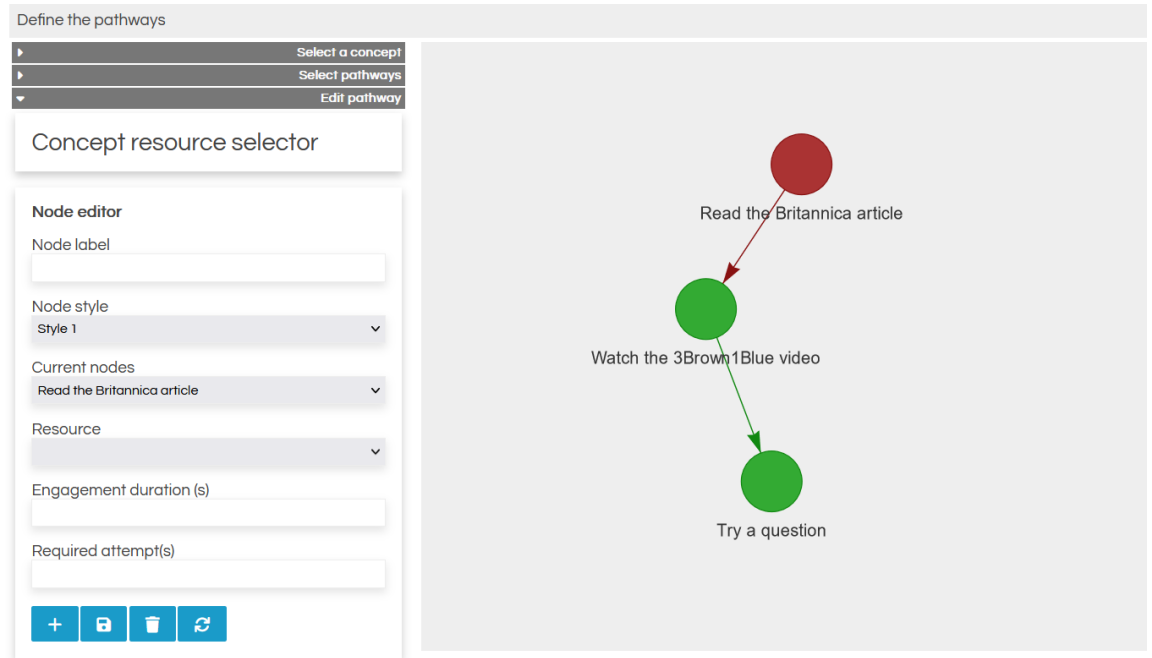 Define the pathways
Select a concept
Select pathways
Edit pathway
Concept resource selector
Node editor
Node label
Node style
Style 1
Current nodes
Read the Britannica article
Resource
Engagement duration (s)
Required attempt(s)
Read the Britannica article
Watch the 3Brown1Blue video
Try a question